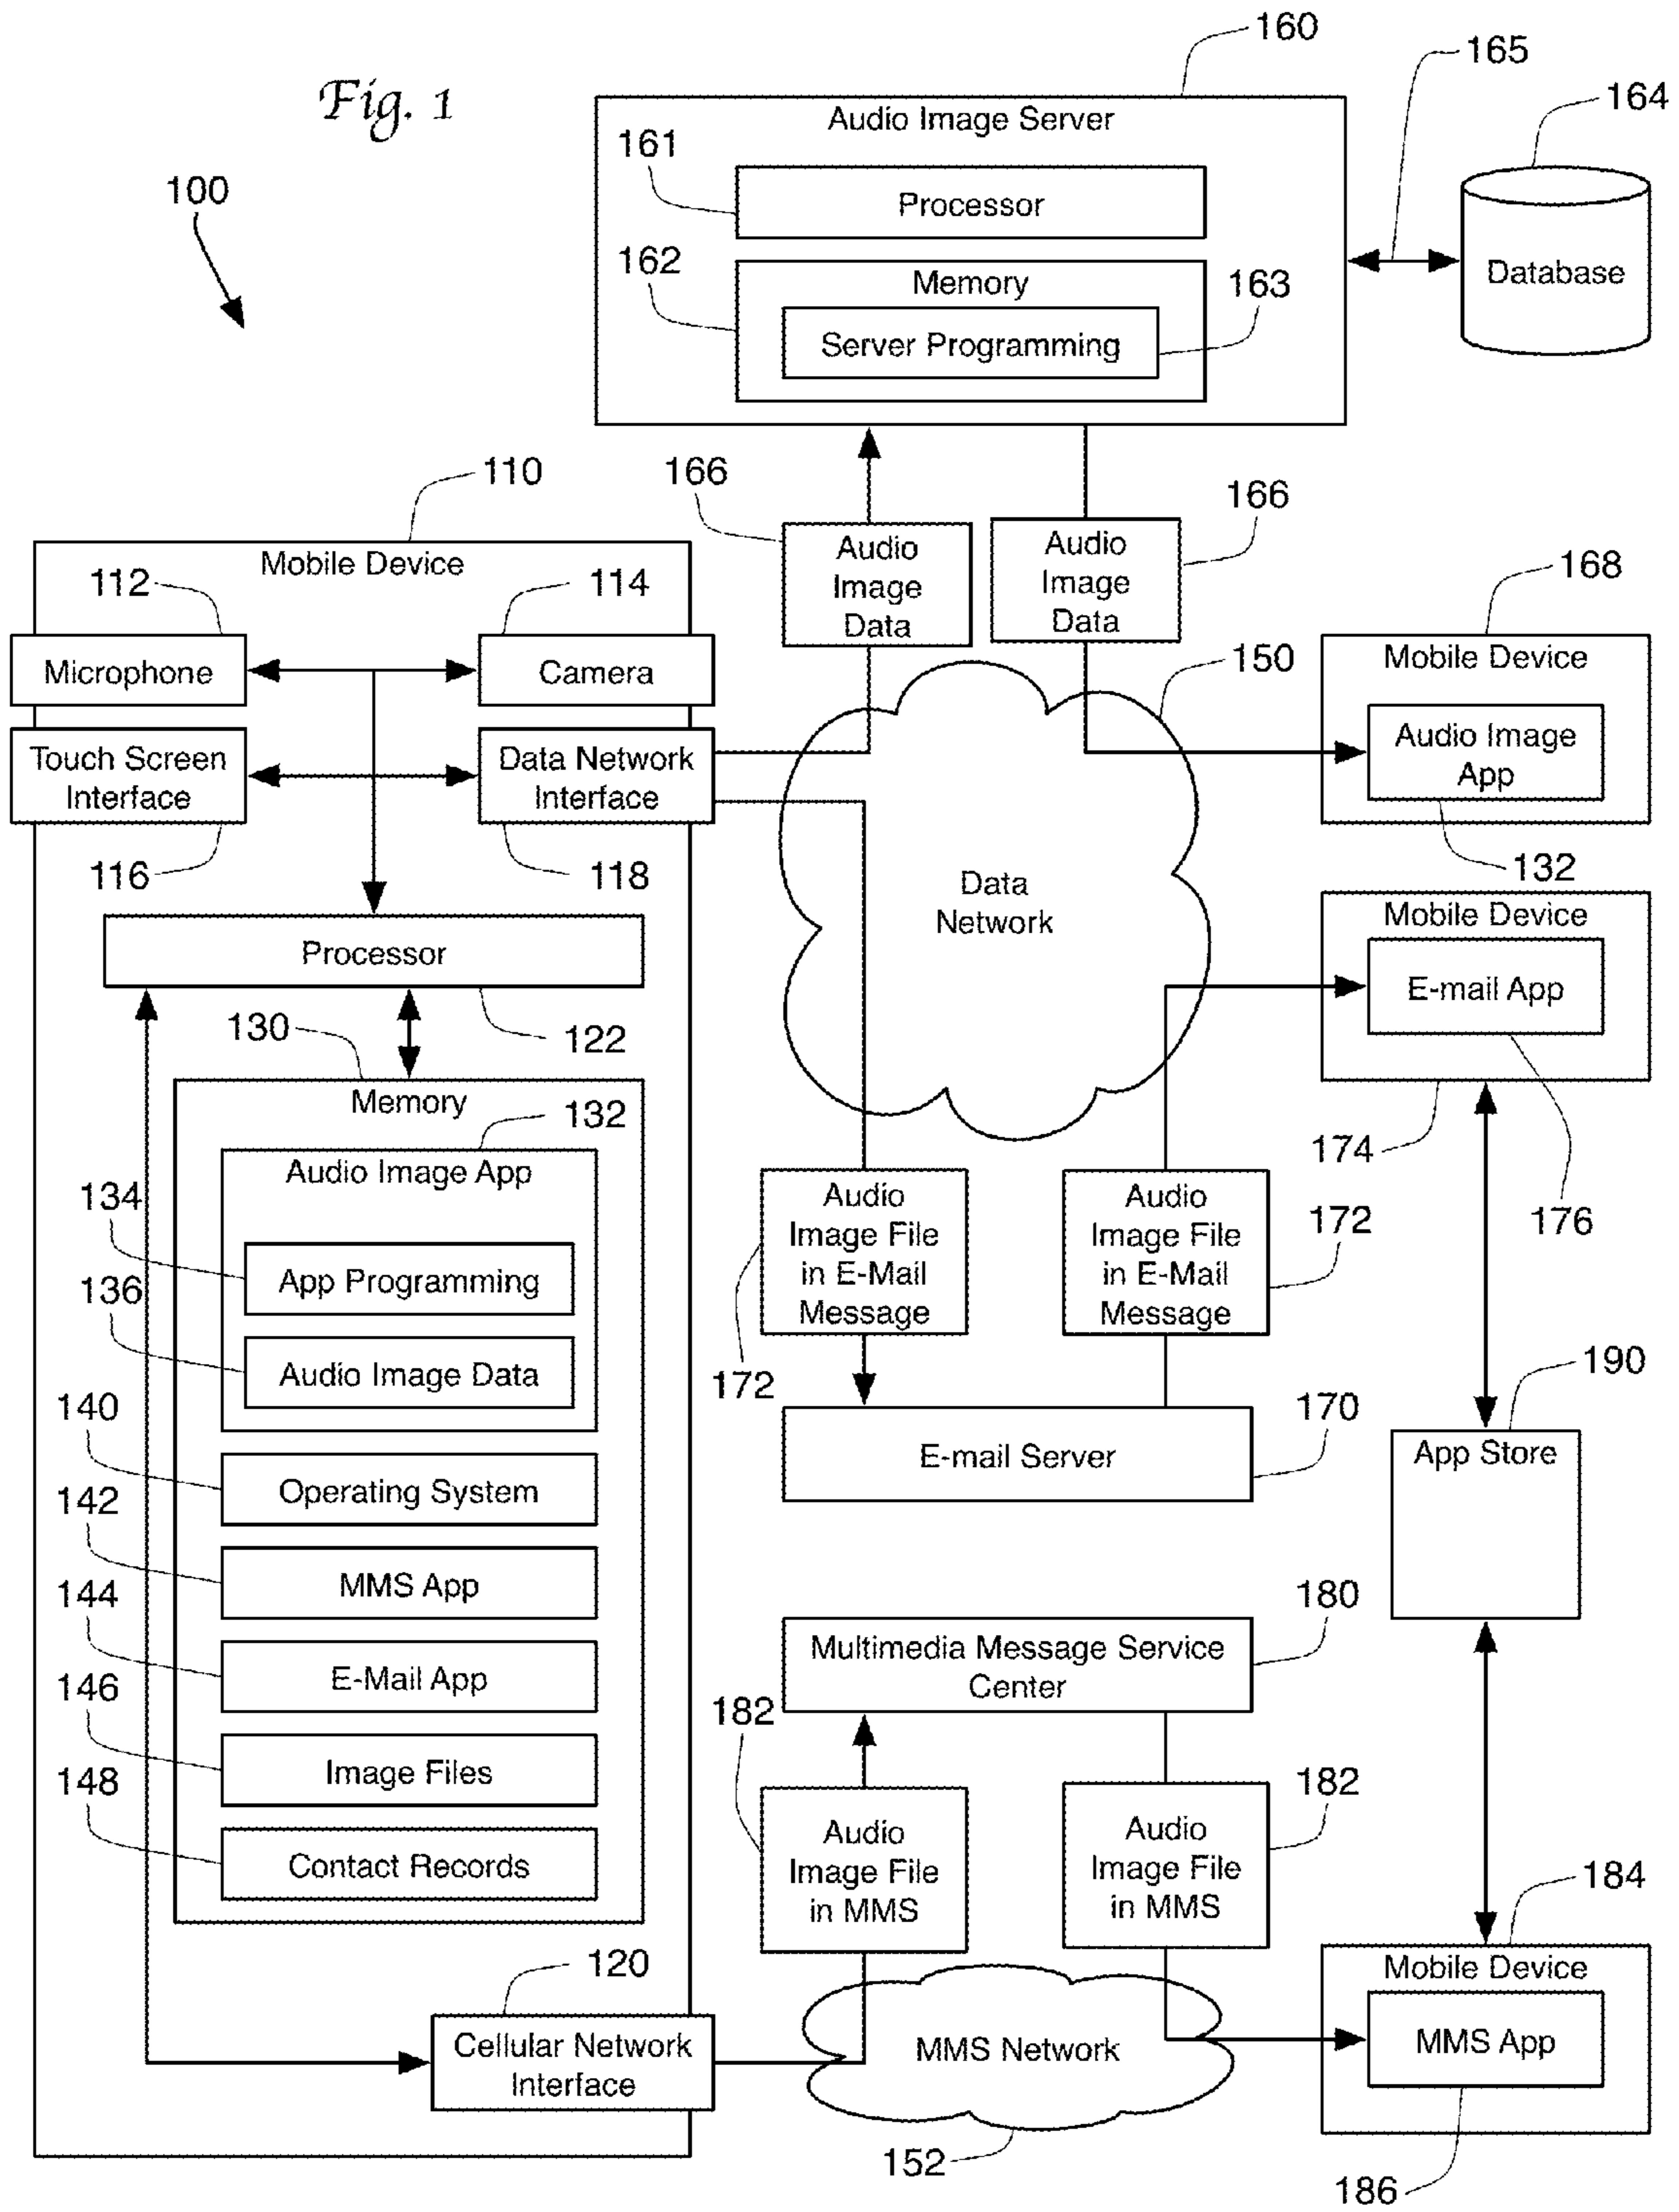 Fig. 1
100
160
165
164
Audio Image Server
161
Processor
162
Memory
163
Server Programming
Database
110
166
166
Audio
Image
Data
Audio
Image
Data
Mobile Device
112
114
Microphone
Camera
Touch Screen
Interface
Data Network
Interface
116
118
Processor
122
130
Memory
132
Audio Image App
134
App Programming
136
Audio Image Data
140
Operating System
142
MMS App
144
E-Mail App
146
Image Files
148
Contact Records
120
Cellular Network
Interface
150
Data
Network
168
Mobile Device
Audio Image
App
132
Mobile Device
E-mail App
174
176
Audio
Image File
in E-Mail
Message
172
Audio
Image File
in E-Mail
Message
172
170
E-mail Server
190
App Store
180
Multimedia Message Service
Center
182
Audio
Image File
in MMS
182
Audio
Image File
in MMS
MMS Network
152
184
Mobile Device
MMS App
186